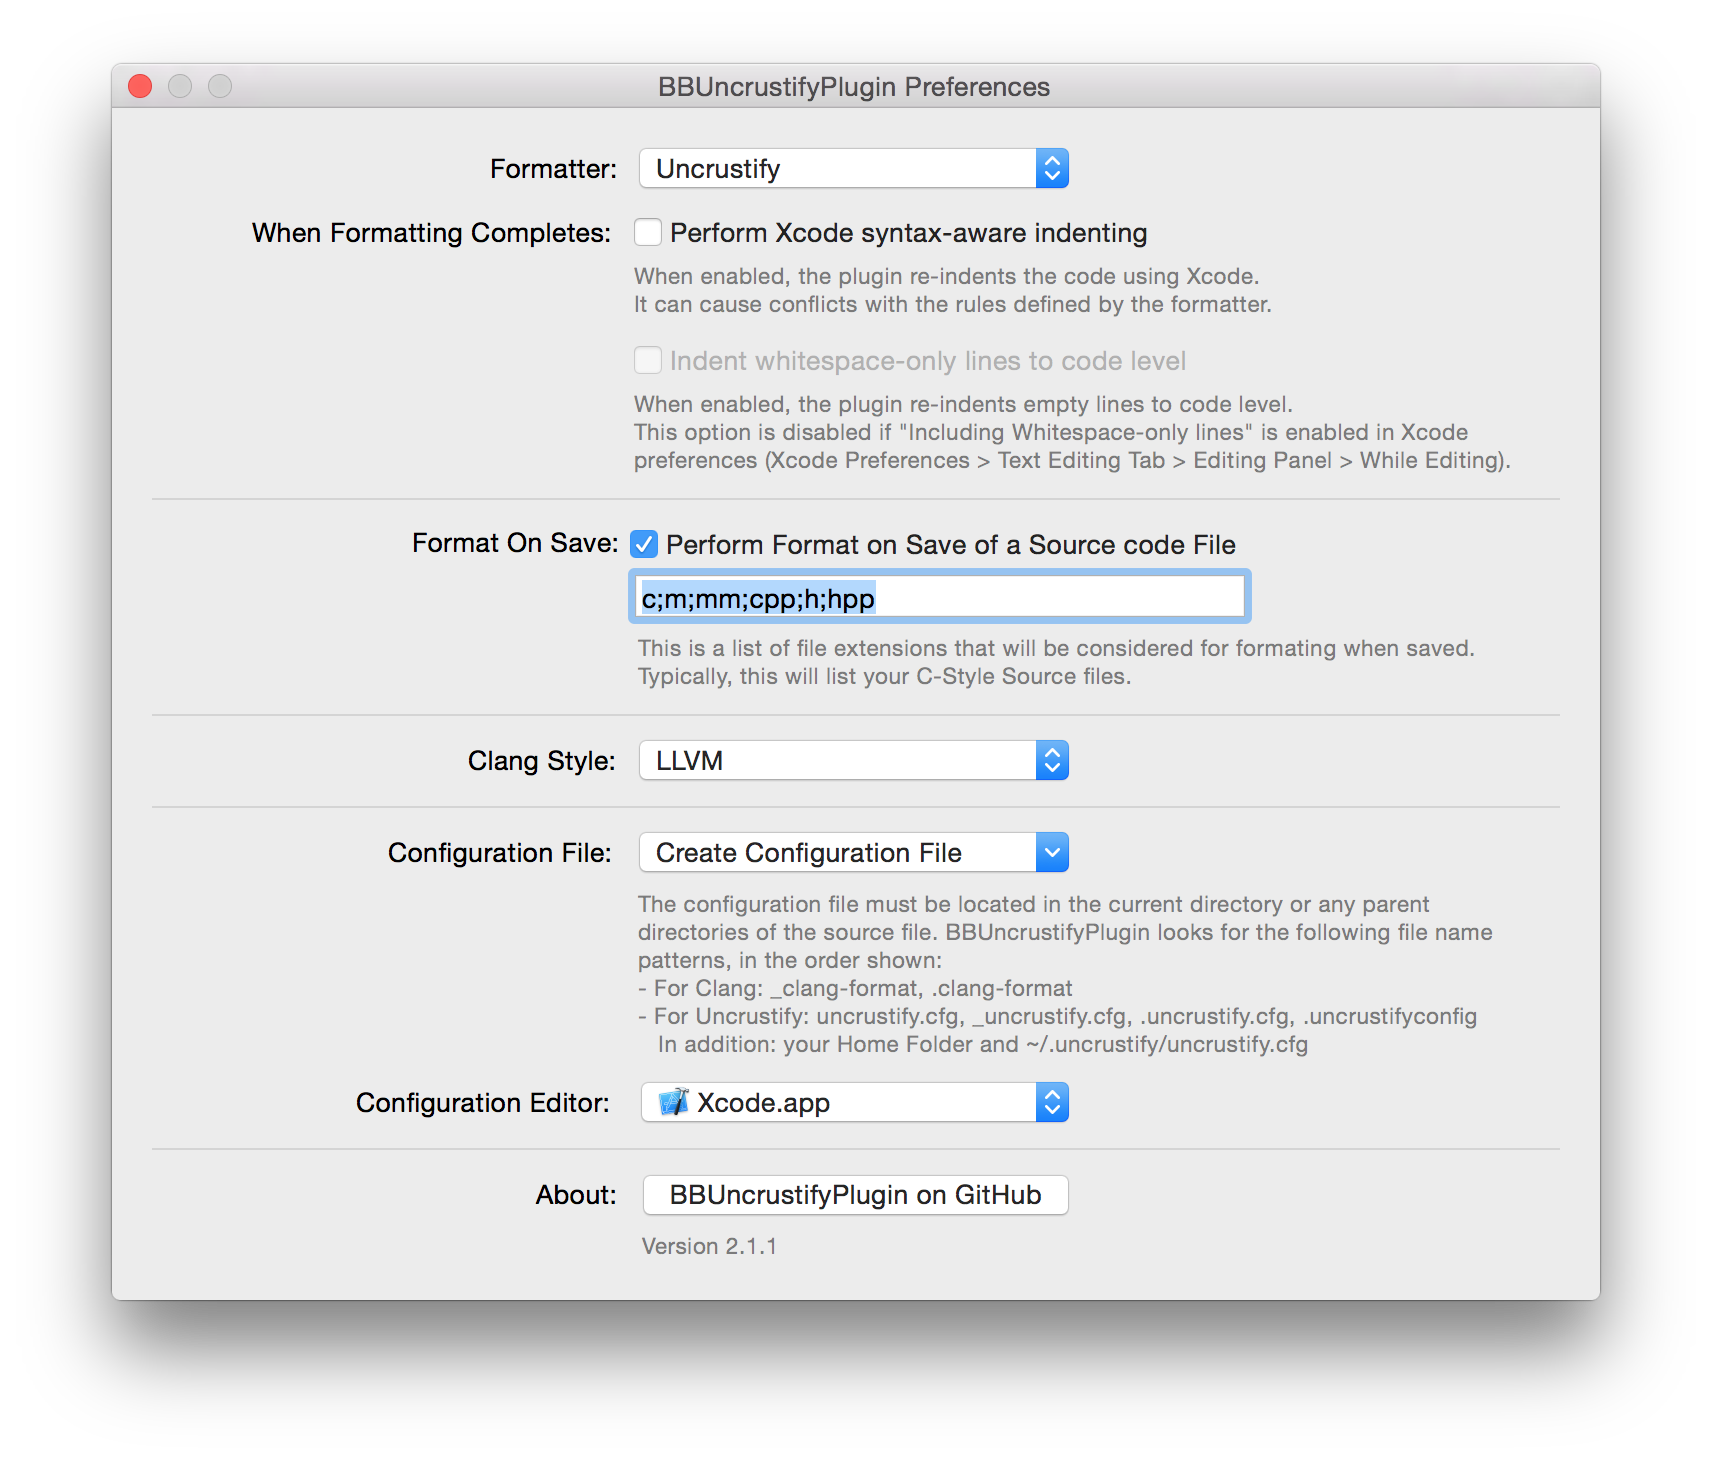 BBUncrustifyPlugin Preferences
Formatter: Uncrustify
When Formatting Completes: Perform Xcode syntax-aware indenting
When enabled, the plugin re-indents the code using Xcode.
It can cause conflicts with the rules defined by the formatter.
Indent whitespace-only lines to code level
When enabled, the plugin re-indents empty lines to code level.
This option is disabled if "Including Whitespace-only lines" is enabled in Xcode
preferences (Xcode Preferences > Text Editing Tab > Editing Panel > While Editing).
Format On Save: Perform Format on Save of a Source code File
c;m;mm;cpp;h;hpp
This is a list of file extensions that will be considered for formating when saved.
Typically, this will list your C-Style Source files.
Clang Style: LLVM
Configuration File: Create Configuration File
The configuration file must be located in the current directory or any parent
directories of the source file. BBUncrustifyPlugin looks for the following file name
patterns, in the order shown:
- For Clang: _clang-format, .clang-format
- For Uncrustify: uncrustify.cfg, _uncrustify.cfg, .uncrustify.cfg, .uncrustifyconfig
In addition: your Home Folder and ~/.uncrustify/uncrustify.cfg
Configuration Editor: Xcode.app
About: BBUncrustifyPlugin on GitHub
Version 2.1.1